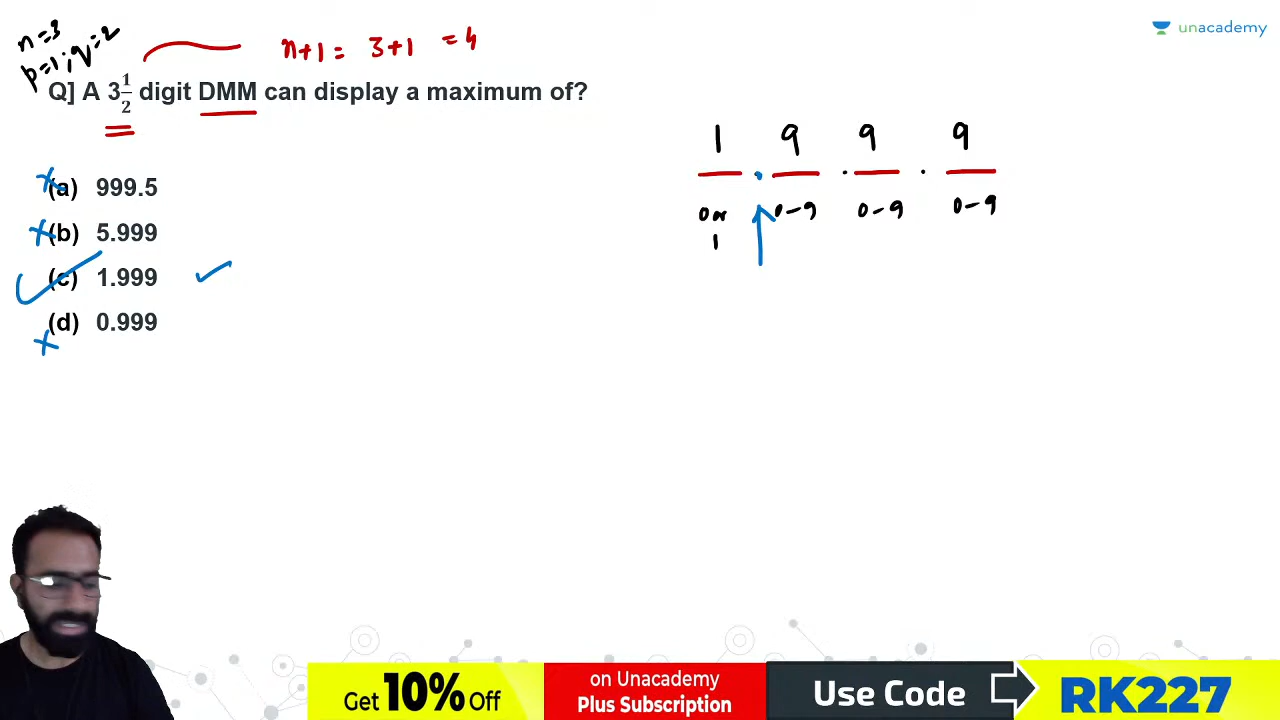 n=3
p=1; q=2
n+1 = 3+1 = 4
unacademy
Q] A 3 1/2 digit DMM can display a maximum of?
1 . 9 . 9 . 9
0 or 1 0-9 0-9 0-9
(a) 999.5
(b) 5.999
(c) 1.999
(d) 0.999
Get 10% Off
on Unacademy
Plus Subscription
Use Code
RK227